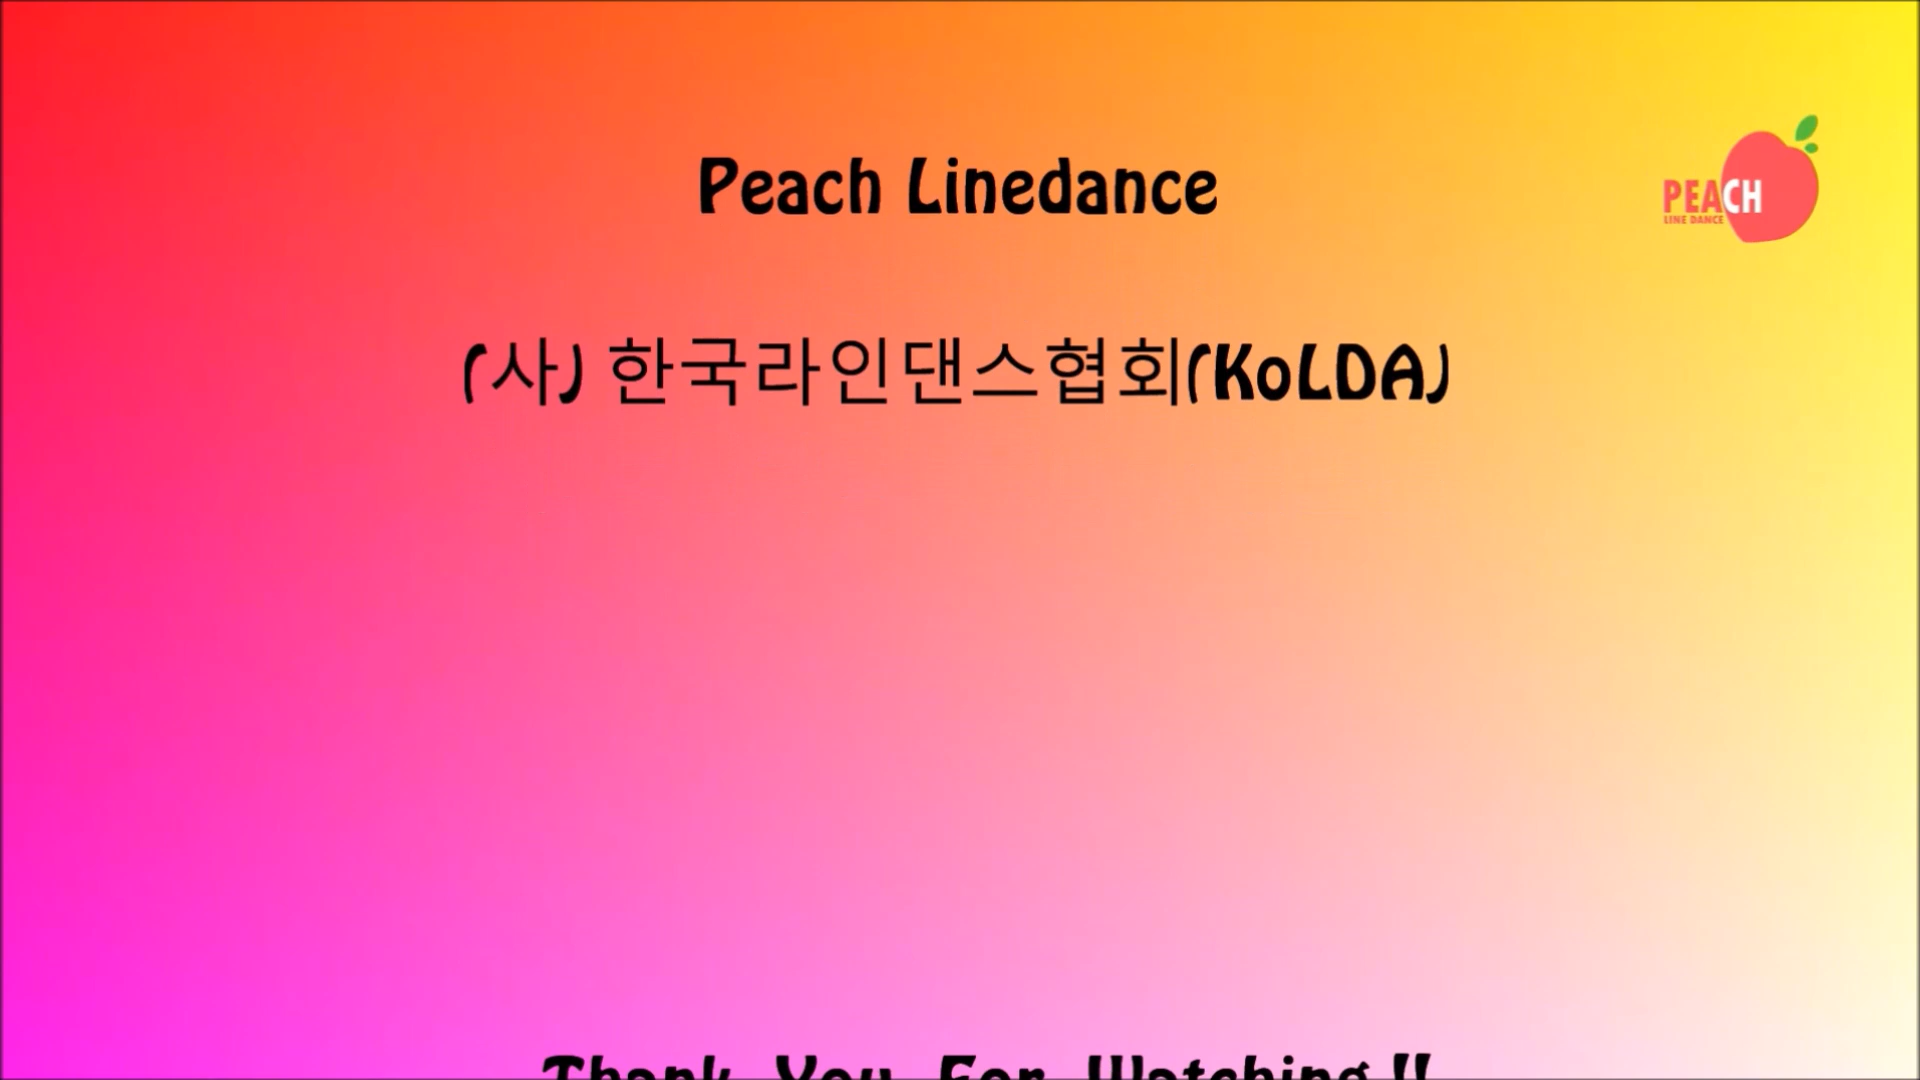 Peach Linedance
PEACH
LINE DANCE
(사) 한국라인댄스협회(KoLDA)
Thank You For Watching !!